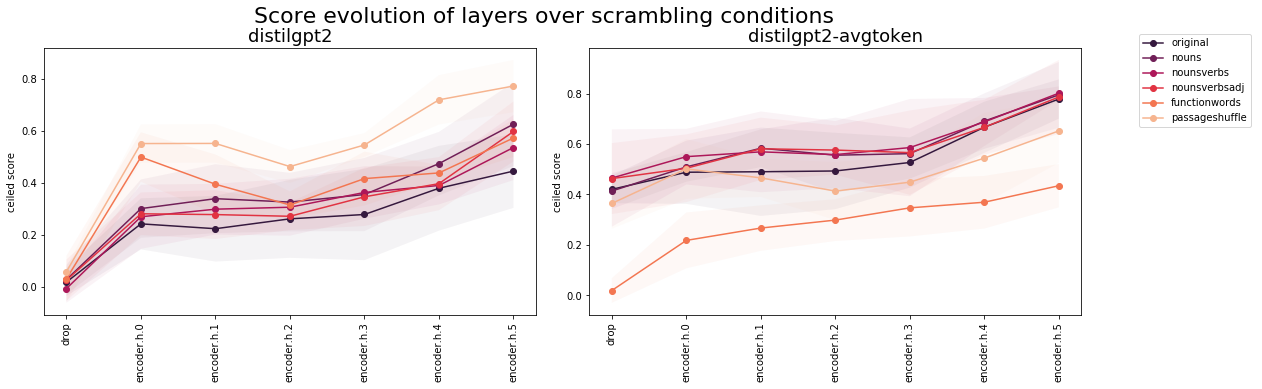 Score evolution of layers over scrambling conditions
distilgpt2
ceiled score
0.8
0.6
0.4
0.2
0.0
drop
encoder.h.0
encoder.h.1
encoder.h.2
encoder.h.3
encoder.h.4
encoder.h.5
distilgpt2-avgtoken
ceiled score
0.8
0.6
0.4
0.2
0.0
drop
encoder.h.0
encoder.h.1
encoder.h.2
encoder.h.3
encoder.h.4
encoder.h.5
original
nouns
nounsverbs
nounsverbsadj
functionwords
passageshuffle